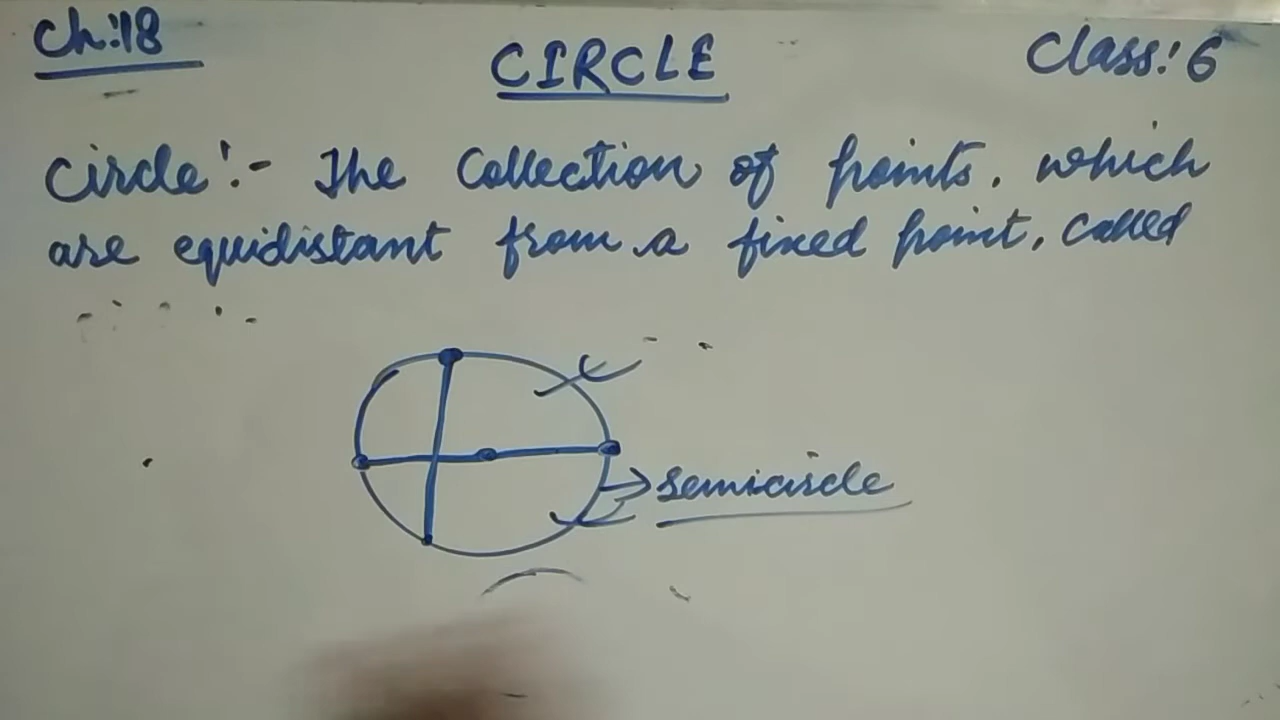 Ch:18
CIRCLE
Class: 6
Circle:- The Collection of points, which
are equidistant from a fixed point, called
Semicircle